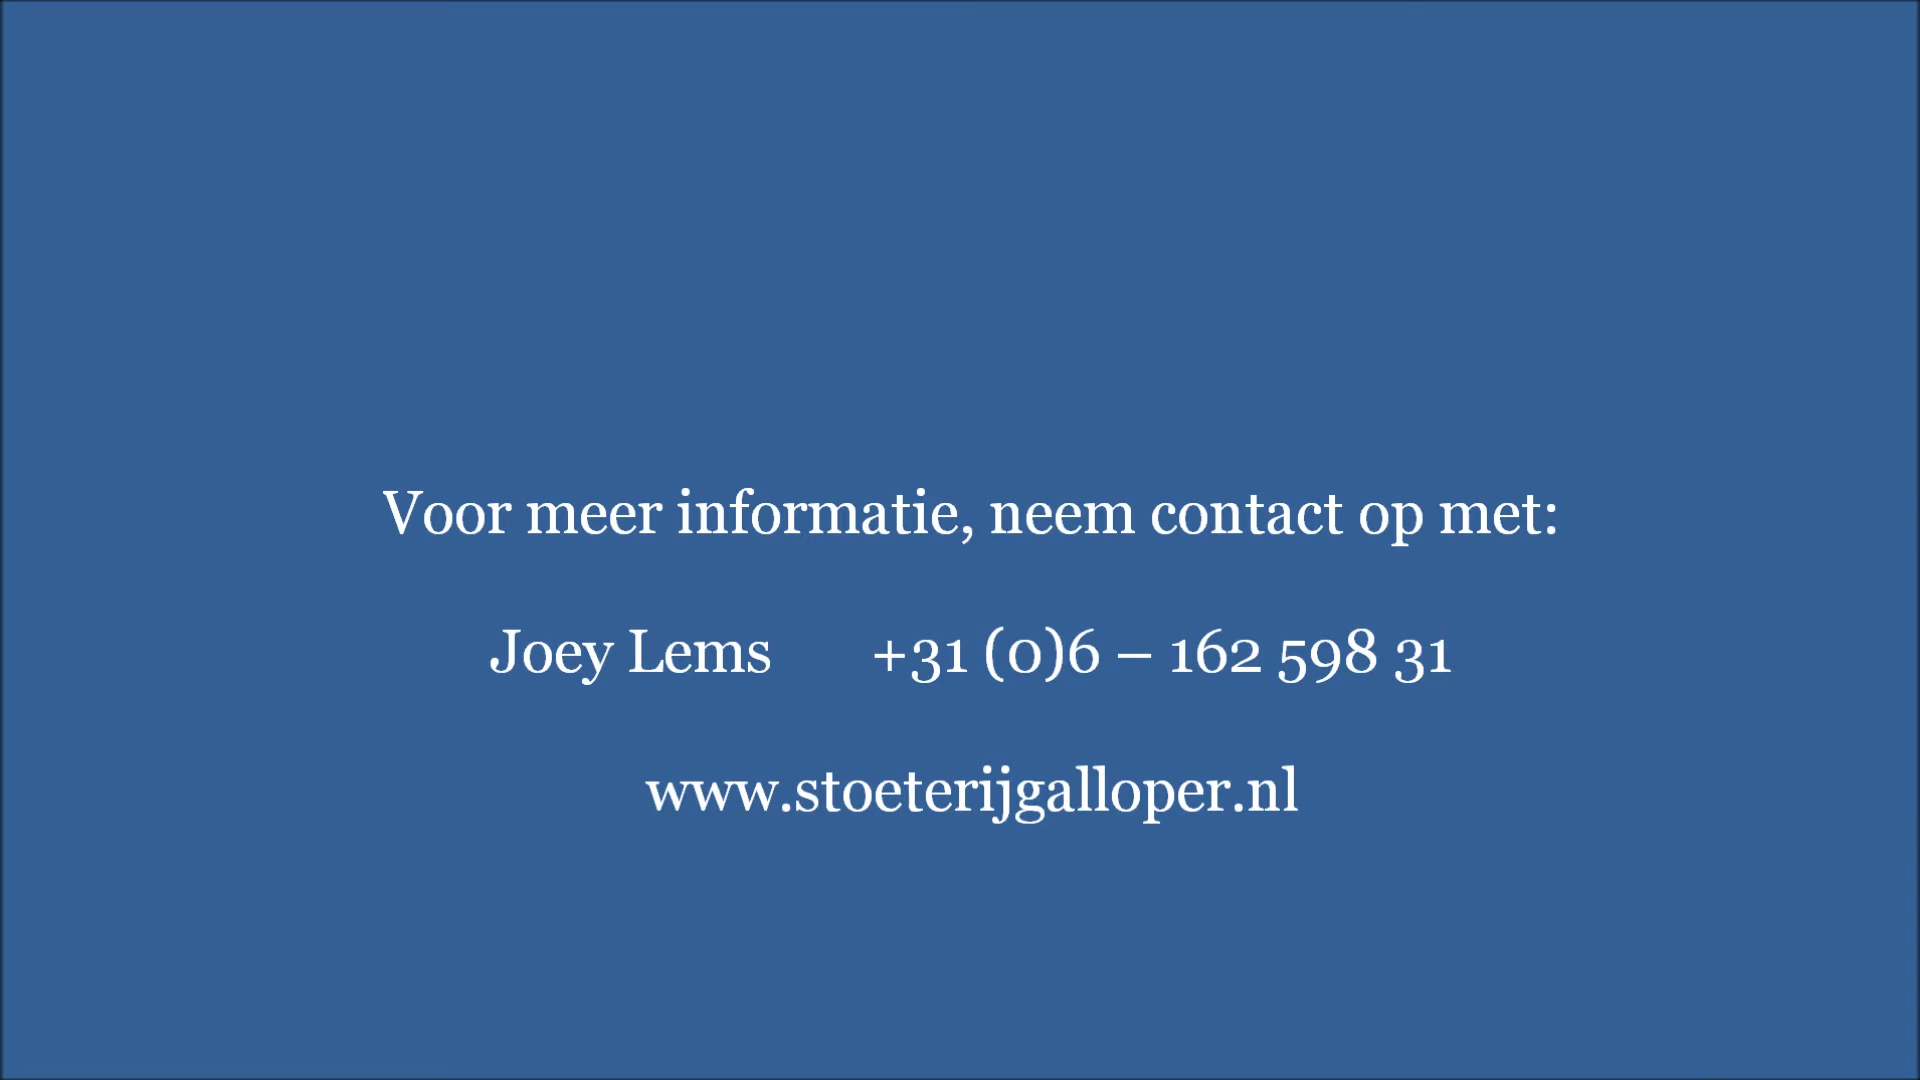 Voor meer informatie, neem contact op met:
Joey Lems +31 (0)6 – 162 598 31
www.stoeterijgalloper.nl